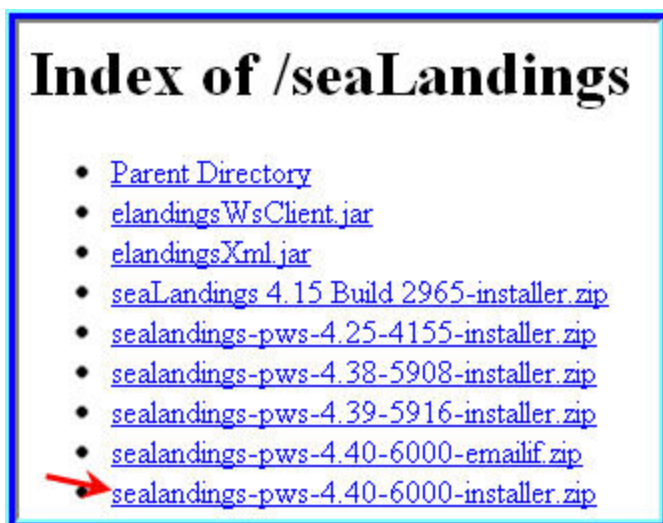 Index of /seaLandings
Parent Directory
elandingsWsClient.jar
elandingsXml.jar
seaLandings 4.15 Build 2965-installer.zip
sealandings-pws-4.25-4155-installer.zip
sealandings-pws-4.38-5908-installer.zip
sealandings-pws-4.39-5916-installer.zip
sealandings-pws-4.40-6000-emailif.zip
sealandings-pws-4.40-6000-installer.zip